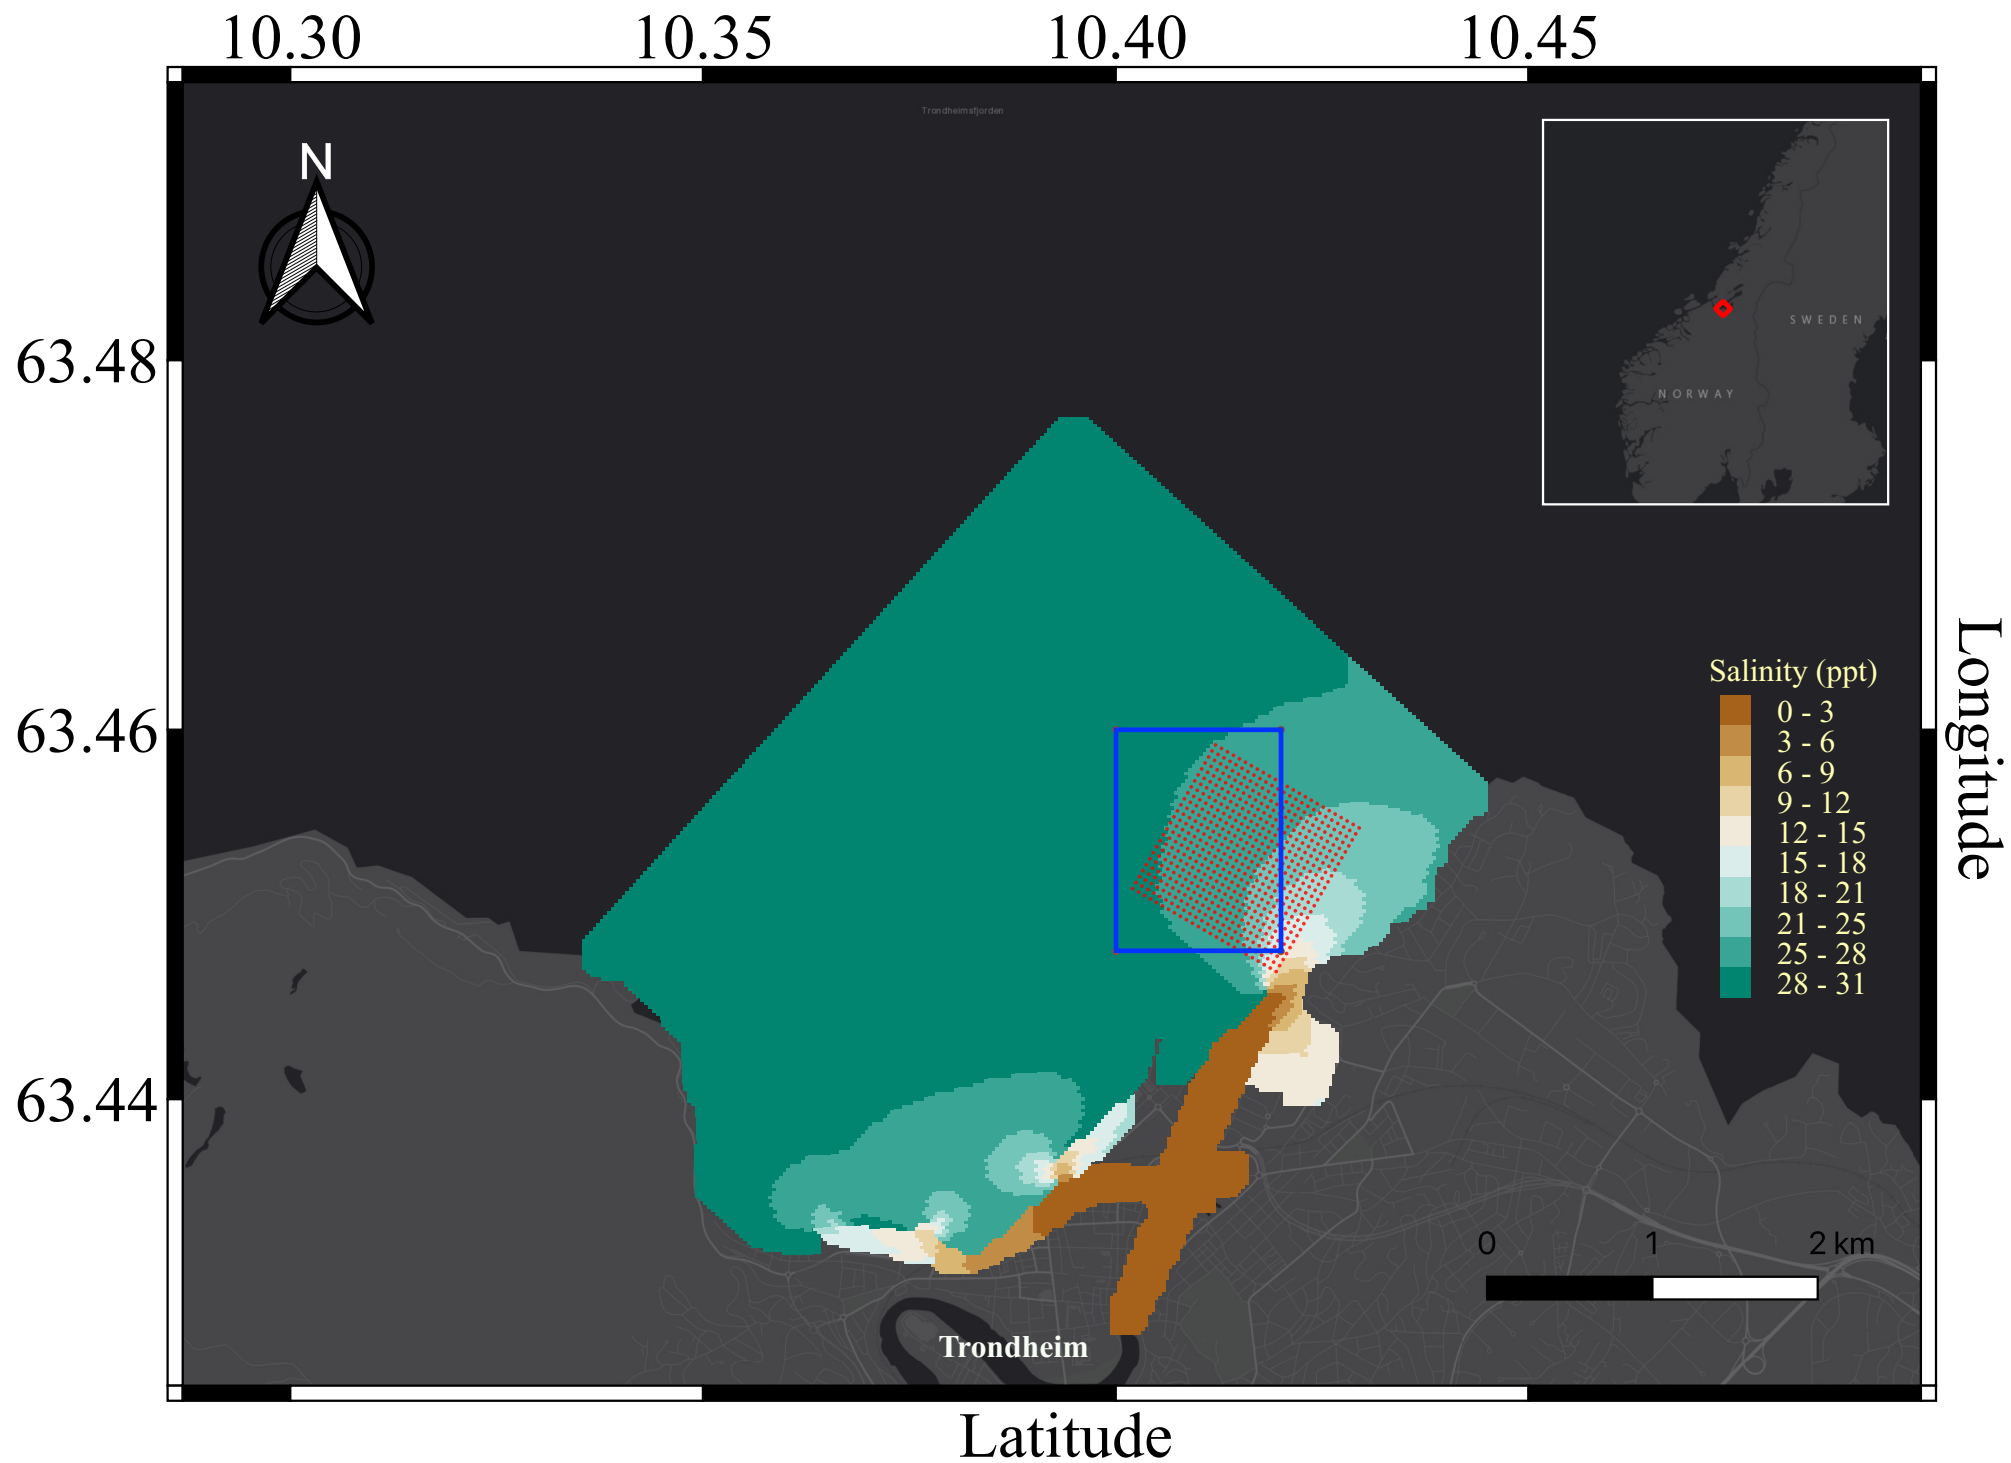 10.30 10.35 10.40 10.45
Trondheimsfjorden
N
SWEDEN
NORWAY
63.48
63.46
63.44
Longitude
Salinity (ppt)
0 - 3
3 - 6
6 - 9
9 - 12
12 - 15
15 - 18
18 - 21
21 - 25
25 - 28
28 - 31
0 1 2 km
Trondheim
Latitude